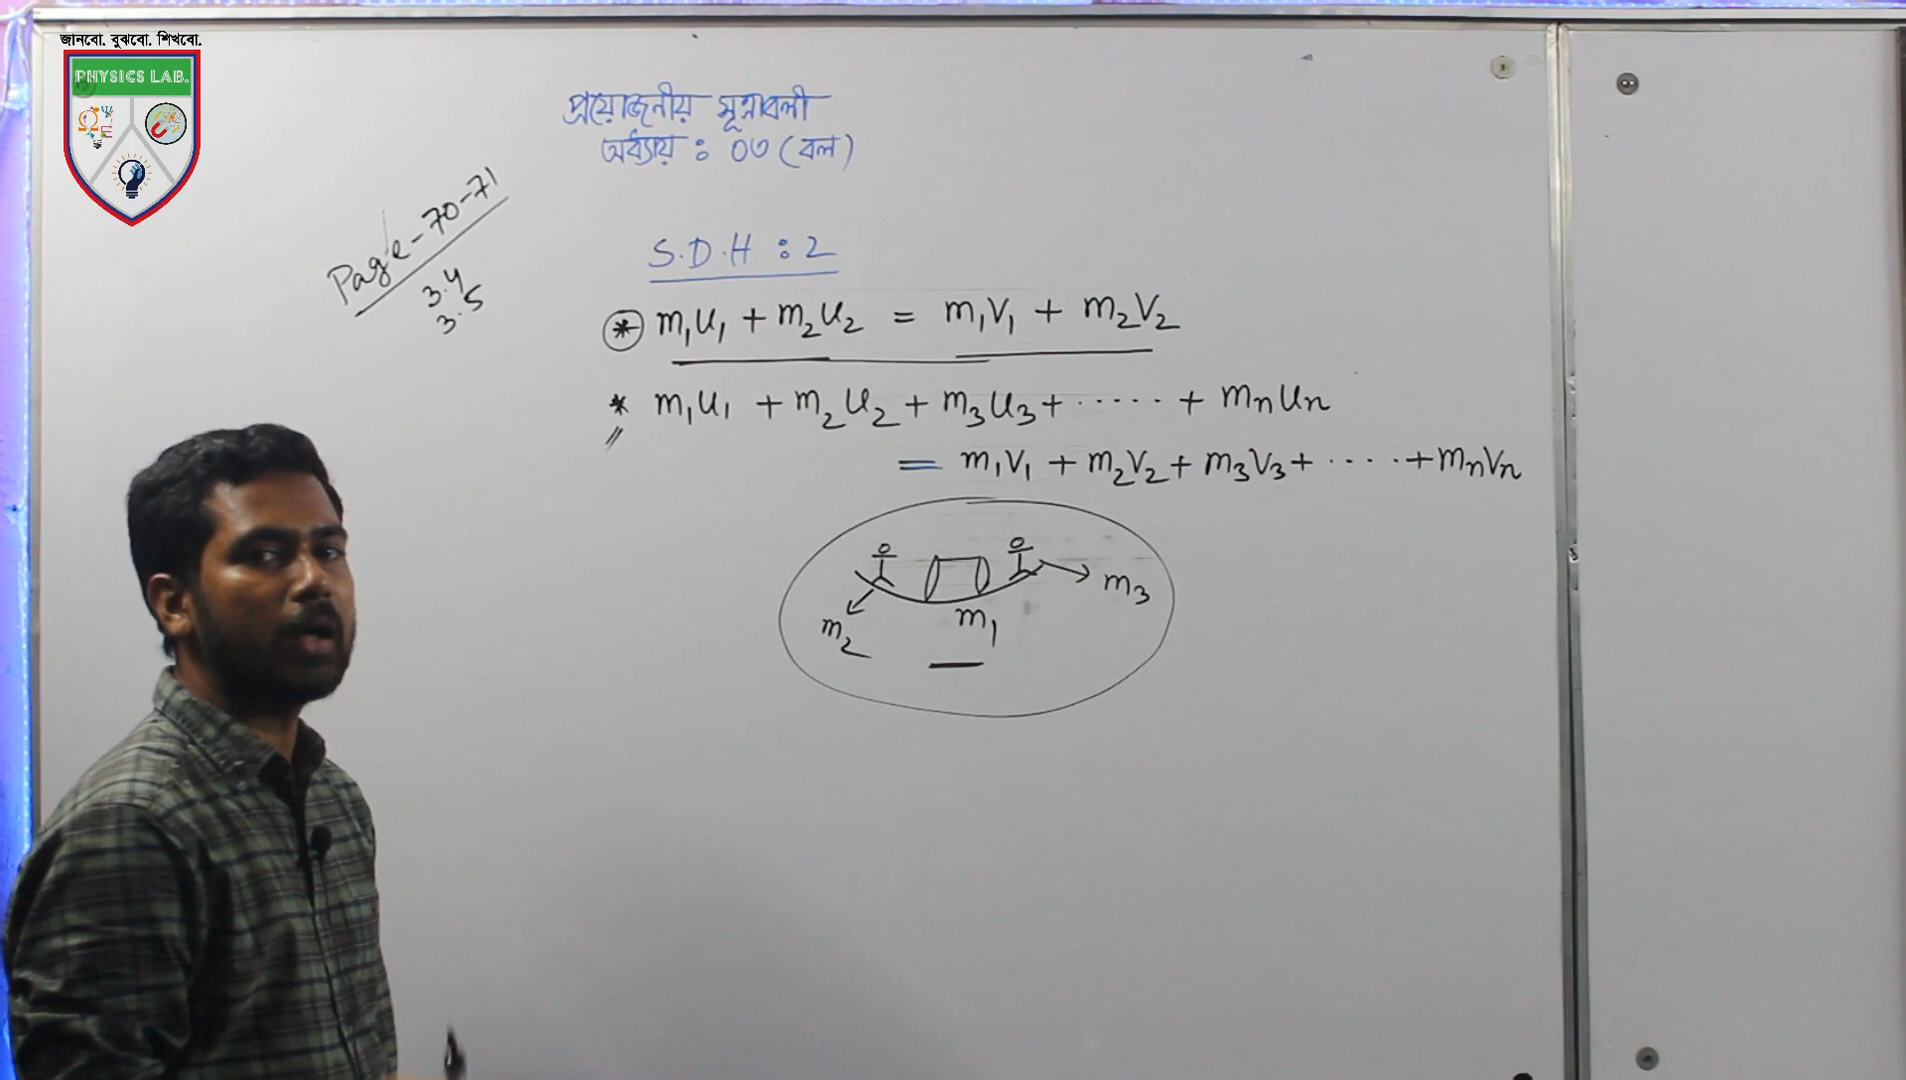 জানবো. বুঝবো. শিখবো.
PHYSICS LAB.
প্রয়োজনীয় সূত্রাবলী
অধ্যায় : ০৩ (বল)
Page - 70-71
3.4
3.5
S.D.H : 2
* m₁u₁ + m₂u₂ = m₁v₁ + m₂v₂
* m₁u₁ + m₂u₂ + m₃u₃ + ...... + mₙuₙ
= m₁v₁ + m₂v₂ + m₃v₃ + ..... + mₙvₙ
m₃
m₁
m₂